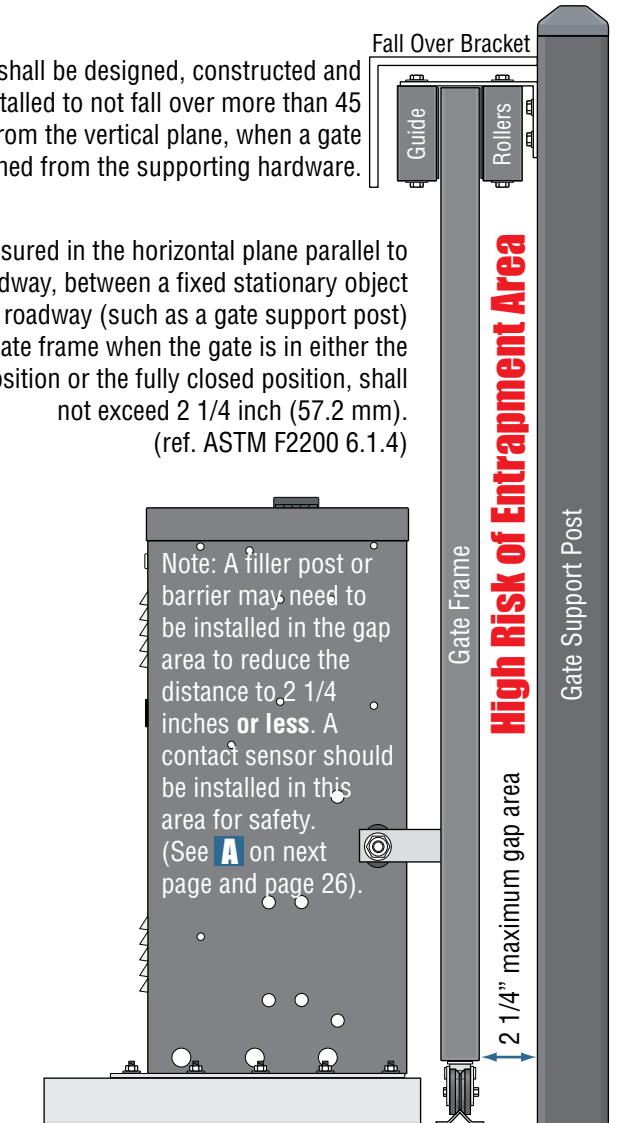 Fall Over Bracket
shall be designed, constructed and
stalled to not fall over more than 45
from the vertical plane, when a gate
ned from the supporting hardware.
Guide
Rollers
sured in the horizontal plane parallel to
dway, between a fixed stationary object
roadway (such as a gate support post)
ate frame when the gate is in either the
osition or the fully closed position, shall
not exceed 2 1/4 inch (57.2 mm).
(ref. ASTM F2200 6.1.4)
Note: A filler post or
barrier may need to
be installed in the gap
area to reduce the
distance to 2 1/4
inches or less. A
contact sensor should
be installed in this
area for safety.
(See A on next
page and page 26).
Gate Frame
High Risk of Entrapment Area
Gate Support Post
2 1/4” maximum gap area